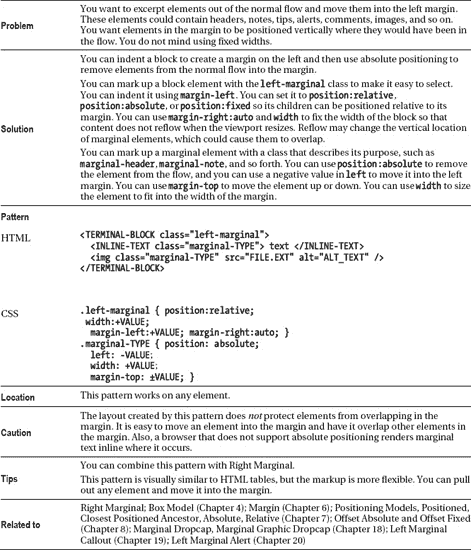 Problem
You want to excerpt elements out of the normal flow and move them into the left margin.
These elements could contain headers, notes, tips, alerts, comments, images, and so on.
You want elements in the margin to be positioned vertically where they would have been
in the flow. You do not mind using fixed widths.
Solution
You can indent a block to create a margin on the left and then use absolute positioning to
remove elements from the normal flow into the margin.
You can mark up a block element with the left-marginal class to make it easy to select.
You can indent it using margin-left. You can set it to position:relative,
position:absolute, or position:fixed so its children can be positioned relative to its
margin. You can use margin-right:auto and width to fix the width of the block so that
content does not reflow when the viewport resizes. Reflow may change the vertical location
of marginal elements, which could cause them to overlap.
You can mark up a marginal element with a class that describes its purpose, such as
marginal-header, marginal-note, and so forth. You can use position:absolute to remove
the element from the flow, and you can use a negative value in left to move it into the left
margin. You can use margin-top to move the element up or down. You can use width to size
the element to fit into the width of the margin.
Pattern
HTML
<TERMINAL-BLOCK class="left-marginal">
<INLINE-TEXT class="marginal-TYPE"> text </INLINE-TEXT>
<img class="marginal-TYPE" src="FILE.EXT" alt="ALT_TEXT" />
</TERMINAL-BLOCK>
CSS
.left-marginal { position:relative;
width:+VALUE;
margin-left:+VALUE; margin-right:auto; }
.marginal-TYPE { position: absolute;
left: -VALUE;
width: +VALUE;
margin-top: ±VALUE; }
Location
This pattern works on any element.
Caution
The layout created by this pattern does not protect elements from overlapping in the
margin. It is easy to move an element into the margin and have it overlap other elements in
the margin. Also, a browser that does not support absolute positioning renders marginal
text inline where it occurs.
Tips
You can combine this pattern with Right Marginal.
This pattern is visually similar to HTML tables, but the markup is more flexible. You can pull
out any element and move it into the margin.
Related to
Right Marginal; Box Model (Chapter 4); Margin (Chapter 6); Positioning Models, Positioned,
Closest Positioned Ancestor, Absolute, Relative (Chapter 7); Offset Absolute and Offset Fixed
(Chapter 8); Marginal Dropcap, Marginal Graphic Dropcap (Chapter 18); Left Marginal
Callout (Chapter 19); Left Marginal Alert (Chapter 20)